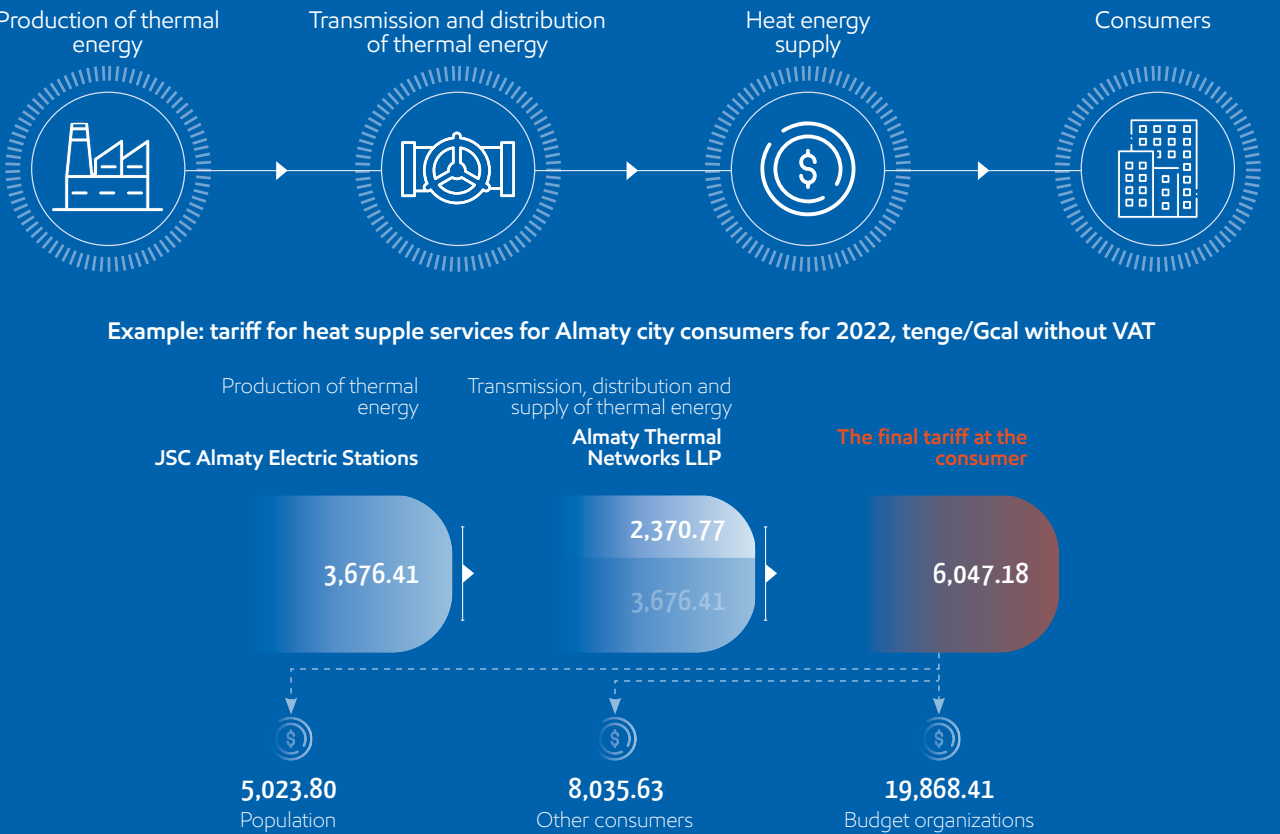 Production of thermal
energy
Transmission and distribution
of thermal energy
Heat energy
supply
Consumers
$
Example: tariff for heat supple services for Almaty city consumers for 2022, tenge/Gcal without VAT
Production of thermal
energy
JSC Almaty Electric Stations
Transmission, distribution and
supply of thermal energy
Almaty Thermal
Networks LLP
The final tariff at the
consumer
3,676.41
2,370.77
3,676.41
6,047.18
$
5,023.80
Population
$
8,035.63
Other consumers
$
19,868.41
Budget organizations